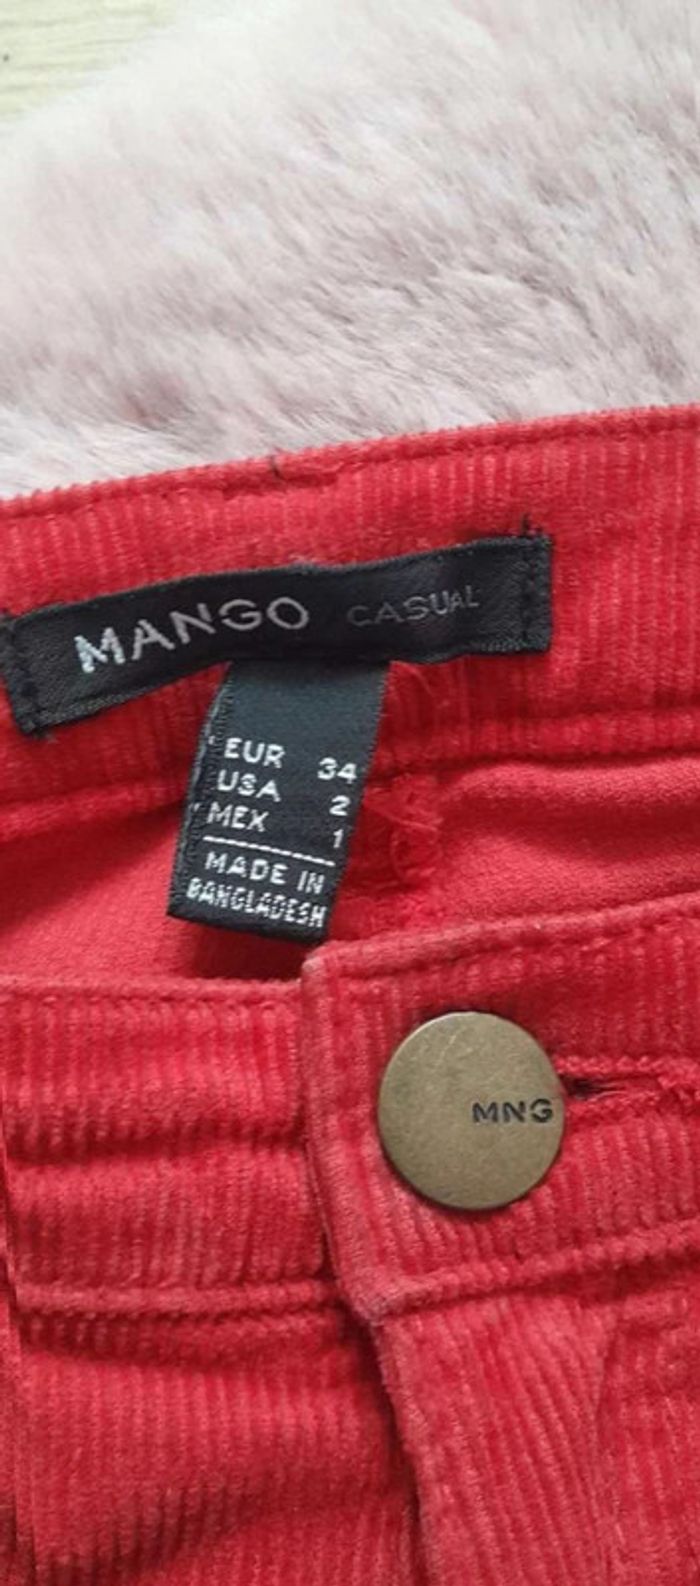 MANGO CASUAL
EUR 34
USA 2
MEX 1
MADE IN
BANGLADESH
MNG